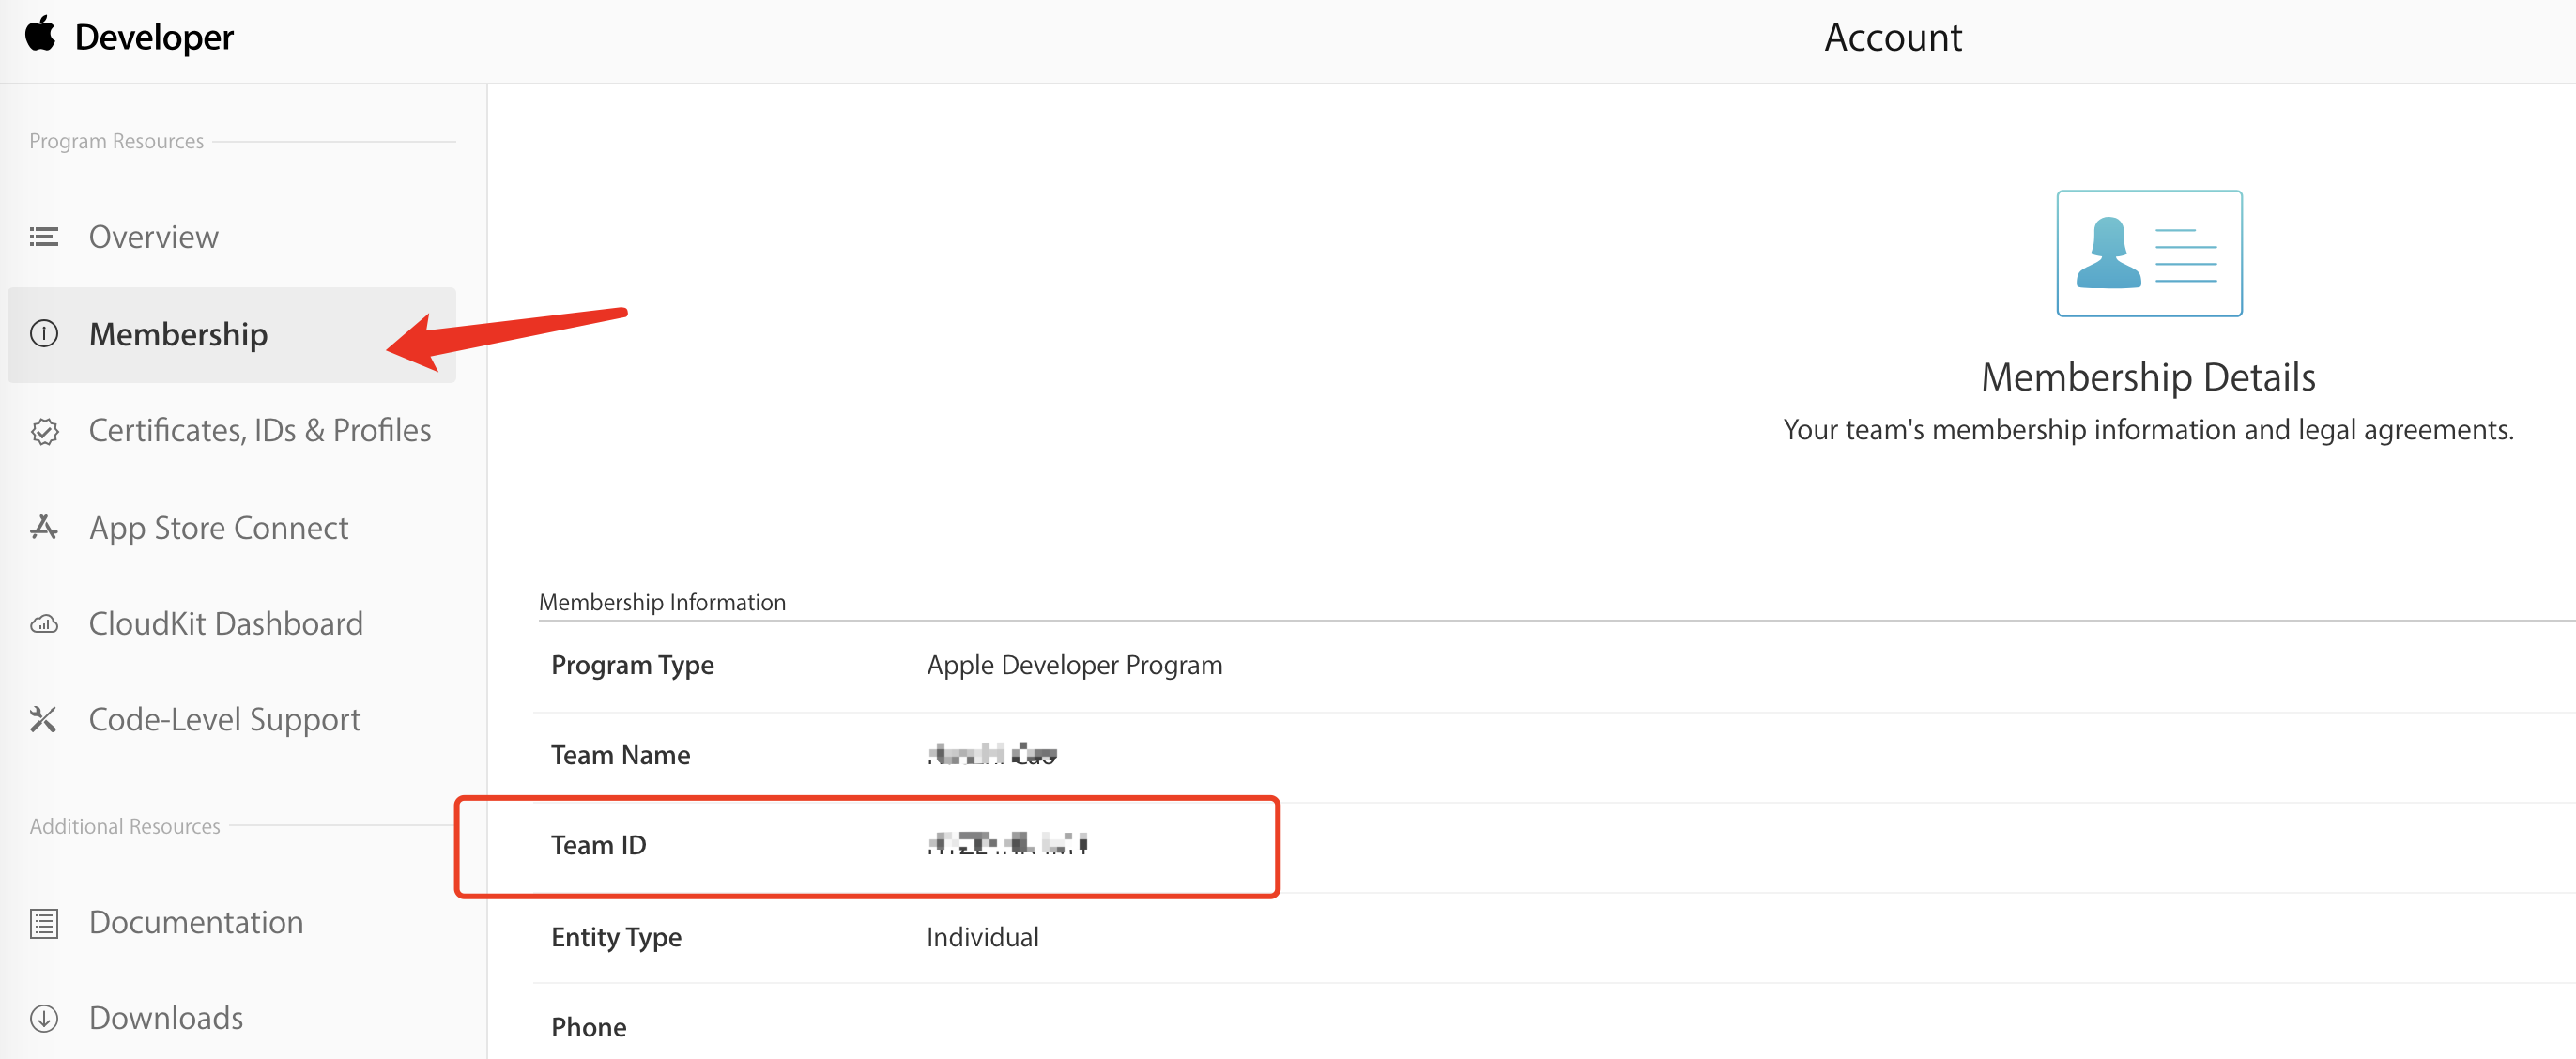 Developer
Account
Program Resources
Overview
Membership
Certificates, IDs & Profiles
App Store Connect
CloudKit Dashboard
Code-Level Support
Additional Resources
Documentation
Downloads
Membership Details
Your team's membership information and legal agreements.
Membership Information
Program Type Apple Developer Program
Team Name
Team ID
Entity Type Individual
Phone